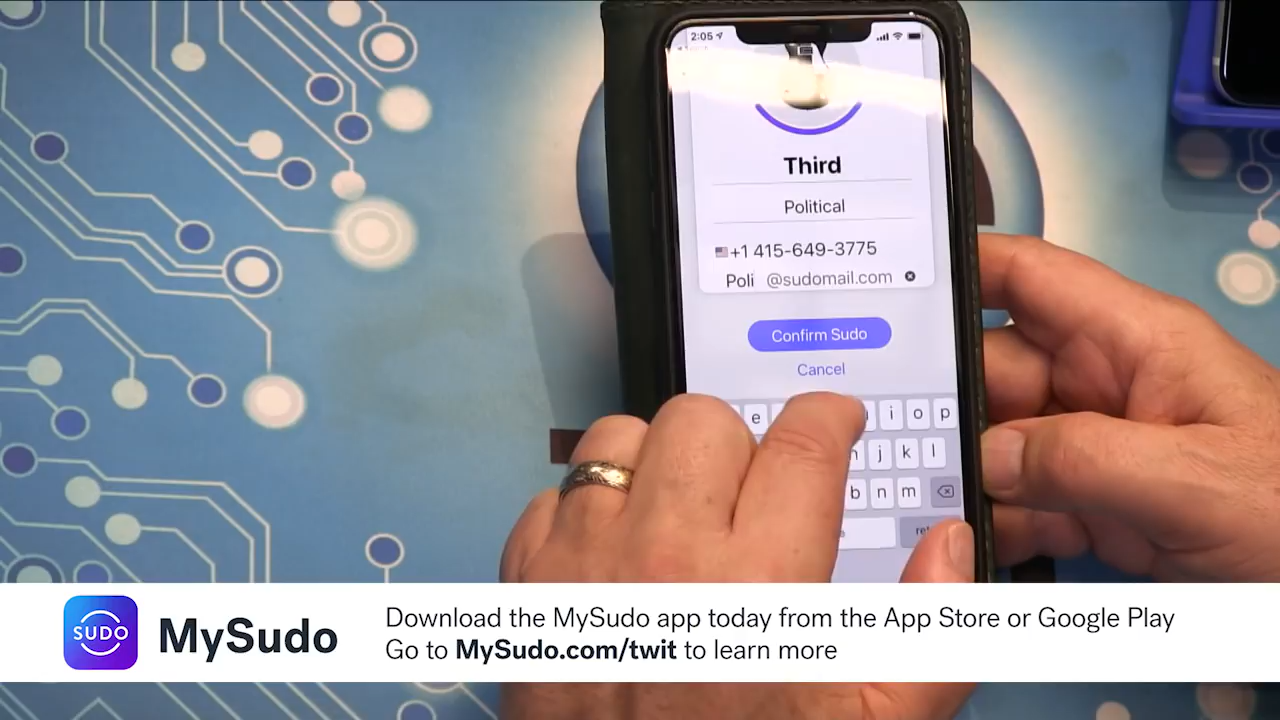 2:05
Third
Political
+1 415-649-3775
Poli @sudomail.com
Confirm Sudo
Cancel
e i o p
j k l
b n m
SUDO
MySudo
Download the MySudo app today from the App Store or Google Play
Go to MySudo.com/twit to learn more